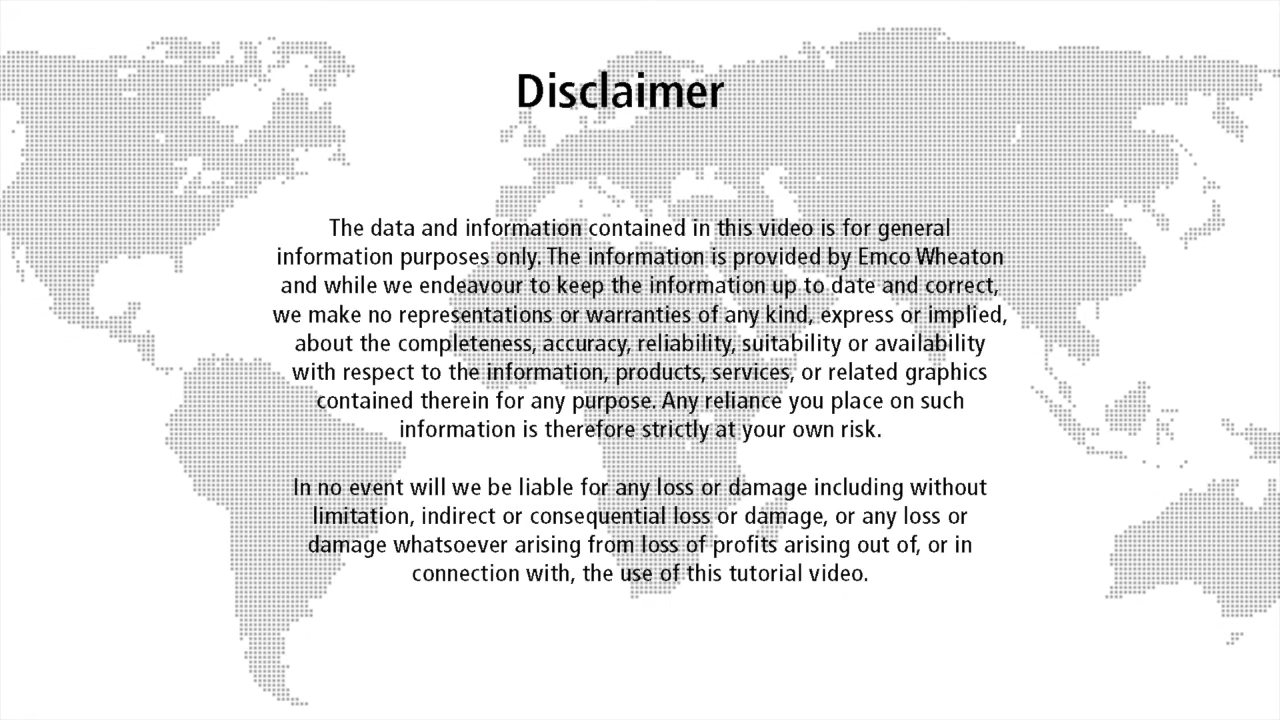 Disclaimer
The data and information contained in this video is for general
information purposes only. The information is provided by Emco Wheaton
and while we endeavour to keep the information up to date and correct,
we make no representations or warranties of any kind, express or implied,
about the completeness, accuracy, reliability, suitability or availability
with respect to the information, products, services, or related graphics
contained therein for any purpose. Any reliance you place on such
information is therefore strictly at your own risk.
In no event will we be liable for any loss or damage including without
limitation, indirect or consequential loss or damage, or any loss or
damage whatsoever arising from loss of profits arising out of, or in
connection with, the use of this tutorial video.